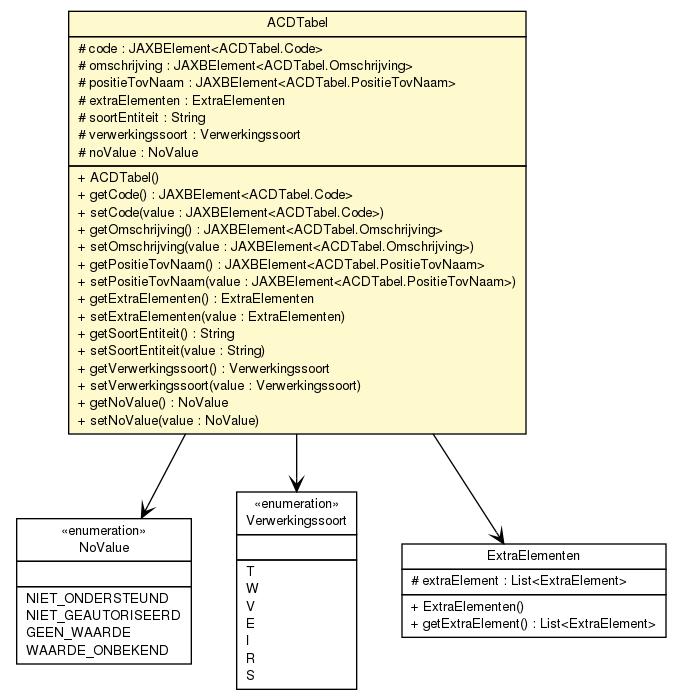 ACDTabel
# code : JAXBElement<ACDTabel.Code>
# omschrijving : JAXBElement<ACDTabel.Omschrijving>
# positieTovNaam : JAXBElement<ACDTabel.PositieTovNaam>
# extraElementen : ExtraElementen
# soortEntiteit : String
# verwerkingssoort : Verwerkingssoort
# noValue : NoValue
+ ACDTabel()
+ getCode() : JAXBElement<ACDTabel.Code>
+ setCode(value : JAXBElement<ACDTabel.Code>)
+ getOmschrijving() : JAXBElement<ACDTabel.Omschrijving>
+ setOmschrijving(value : JAXBElement<ACDTabel.Omschrijving>)
+ getPositieTovNaam() : JAXBElement<ACDTabel.PositieTovNaam>
+ setPositieTovNaam(value : JAXBElement<ACDTabel.PositieTovNaam>)
+ getExtraElementen() : ExtraElementen
+ setExtraElementen(value : ExtraElementen)
+ getSoortEntiteit() : String
+ setSoortEntiteit(value : String)
+ getVerwerkingssoort() : Verwerkingssoort
+ setVerwerkingssoort(value : Verwerkingssoort)
+ getNoValue() : NoValue
+ setNoValue(value : NoValue)
«enumeration»
NoValue
NIET_ONDERSTEUND
NIET_GEAUTORISEERD
GEEN_WAARDE
WAARDE_ONBEKEND
«enumeration»
Verwerkingssoort
T
W
V
E
I
R
S
ExtraElementen
# extraElement : List<ExtraElement>
+ ExtraElementen()
+ getExtraElement() : List<ExtraElement>